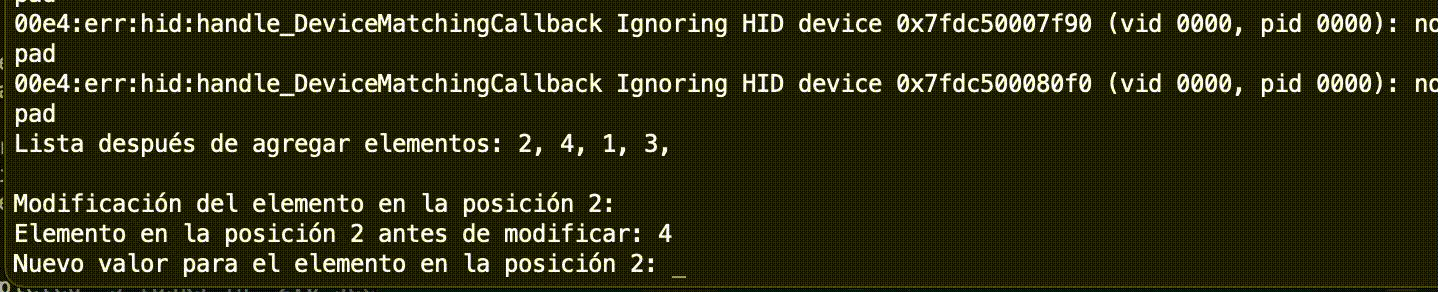 pad
00e4:err:hid:handle_DeviceMatchingCallback Ignoring HID device 0x7fdc50007f90 (vid 0000, pid 0000): no
pad
00e4:err:hid:handle_DeviceMatchingCallback Ignoring HID device 0x7fdc500080f0 (vid 0000, pid 0000): no
pad
Lista después de agregar elementos: 2, 4, 1, 3,
Modificación del elemento en la posición 2:
Elemento en la posición 2 antes de modificar: 4
Nuevo valor para el elemento en la posición 2: _